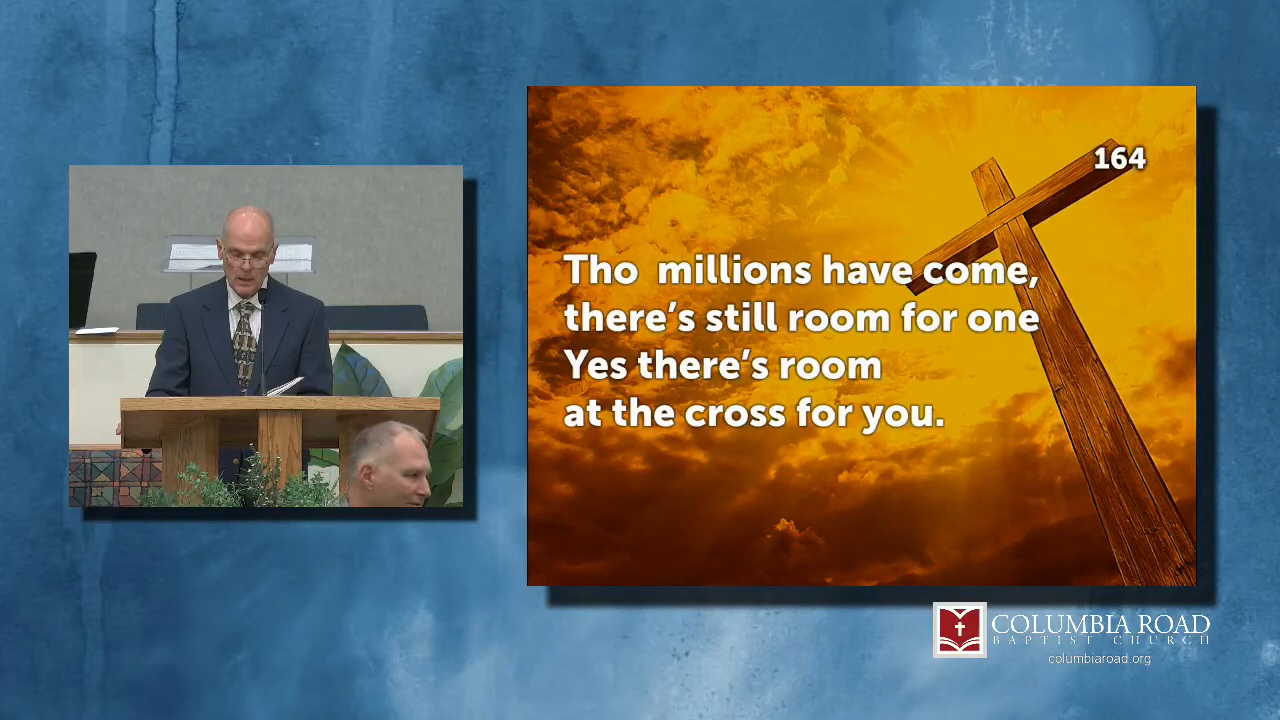 164
Tho  millions have come,
there's still room for one
Yes there's room
at the cross for you.
COLUMBIA ROAD
BAPTIST CHURCH
columbiaroad.org